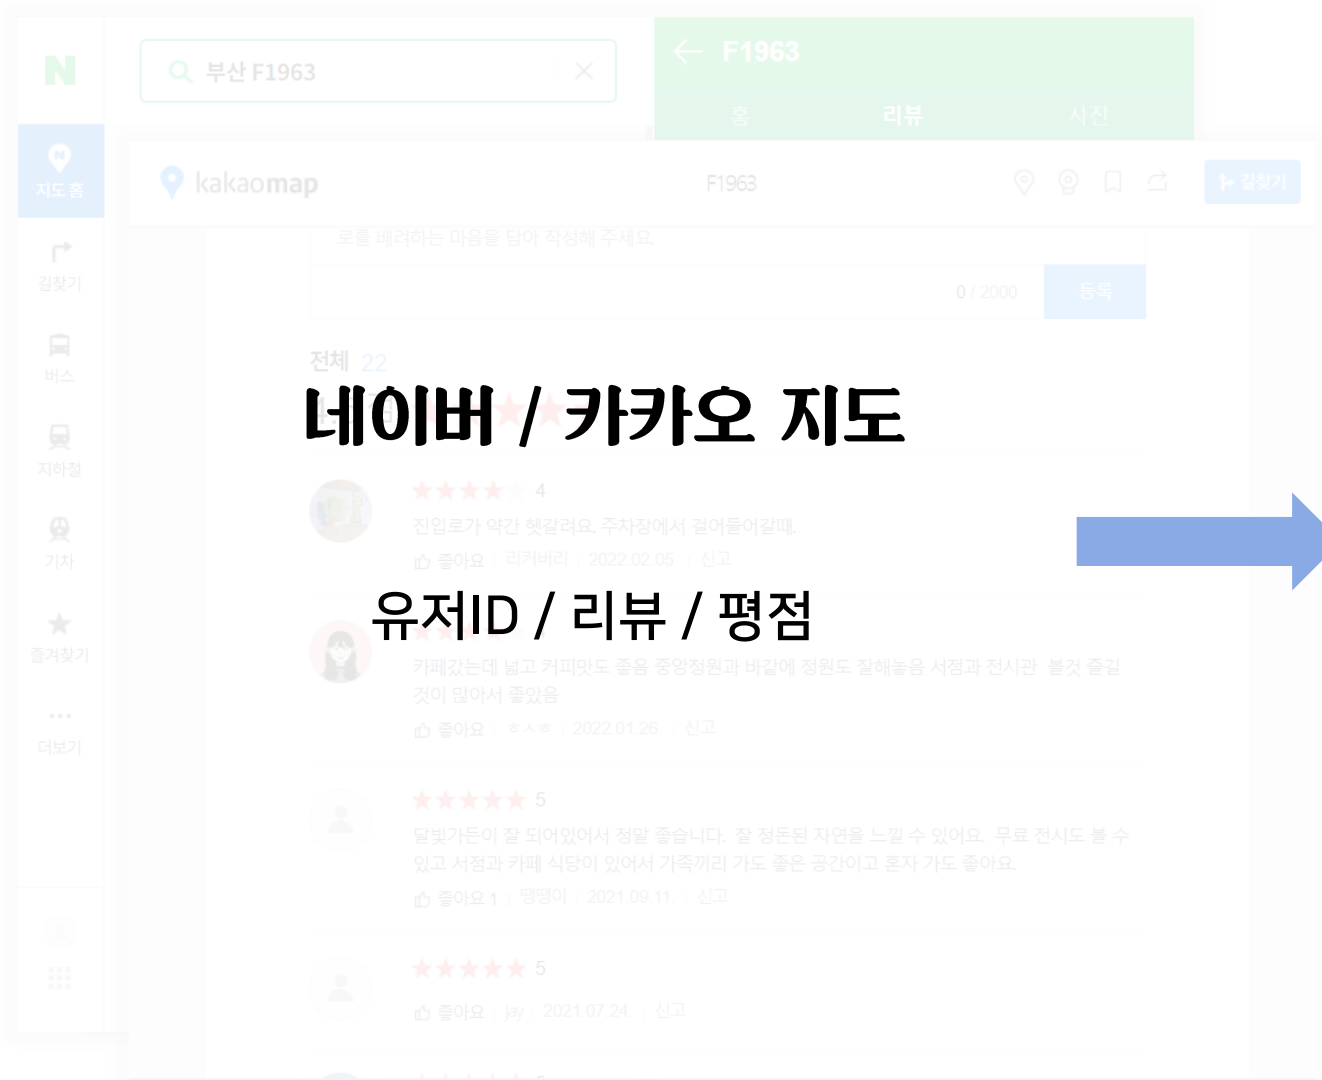 N
부산 F1963
F1963
홈
리뷰
사진
지도 홈
길찾기
버스
지하철
기차
즐겨찾기
더보기
kakaomap
F1963
길찾기
로를 배려하는 마음을 담아 작성해 주세요.
0 / 2000
등록
전체 22
네이버 / 카카오 지도
4
진입로가 약간 헷갈려요. 주차장에서 걸어들어갈때.
좋아요 리커버리 2022.02.05. 신고
유저ID / 리뷰 / 평점
카페갔는데 넓고 커피맛도 좋음 중앙정원과 바깥에 정원도 잘해놓음 서점과 전시관 볼것 즐길
것이 많아서 좋았음
좋아요 ㅎㅅㅎ 2022.01.26. 신고
5
달빛가든이 잘 되어있어서 정말 좋습니다. 잘 정돈된 자연을 느낄 수 있어요. 무료 전시도 볼 수
있고 서점과 카페 식당이 있어서 가족끼리 가도 좋은 공간이고 혼자 가도 좋아요.
좋아요 1 땡땡이 2021.09.11. 신고
5
좋아요 jay 2021.07.24. 신고